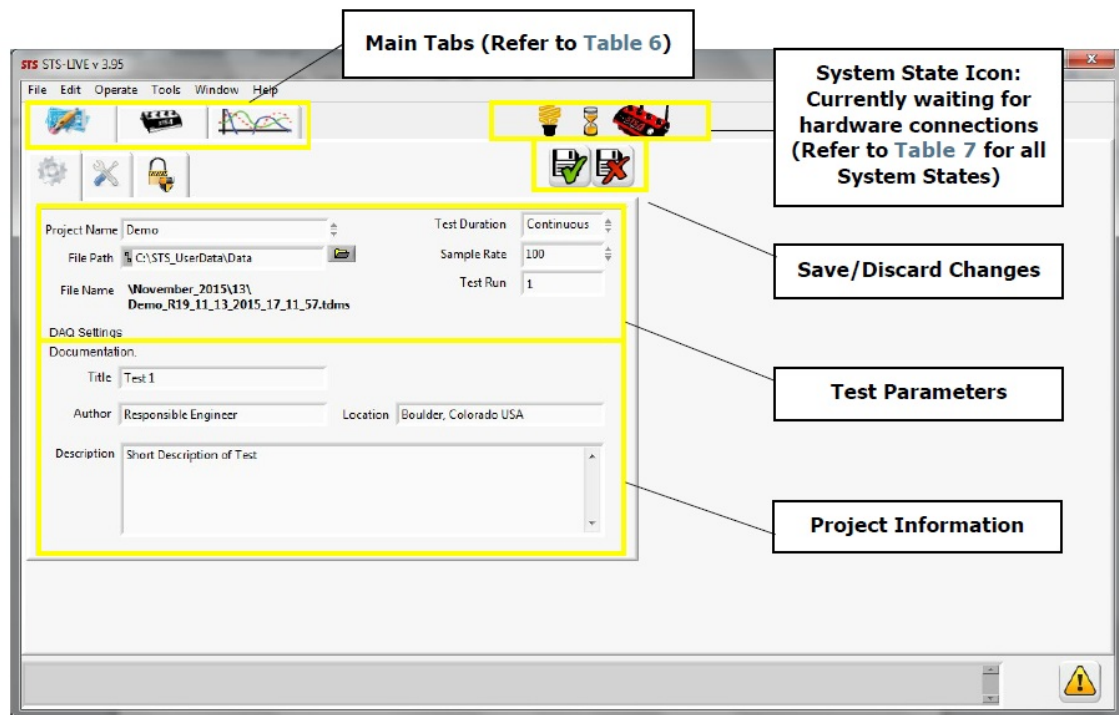 Main Tabs (Refer to Table 6)
STS STS-LIVE v 3.95
File Edit Operate Tools Window Help
System State Icon:
Currently waiting for
hardware connections
(Refer to Table 7 for all
System States)
Project Name Demo
Test Duration Continuous
File Path C:\STS_UserData\Data
Sample Rate 100
File Name \November_2015\13\
Demo_R19_11_13_2015_17_11_57.tdms
Test Run 1
DAQ Settings
Save/Discard Changes
Documentation.
Title Test 1
Author Responsible Engineer
Location Boulder, Colorado USA
Description Short Description of Test
Test Parameters
Project Information